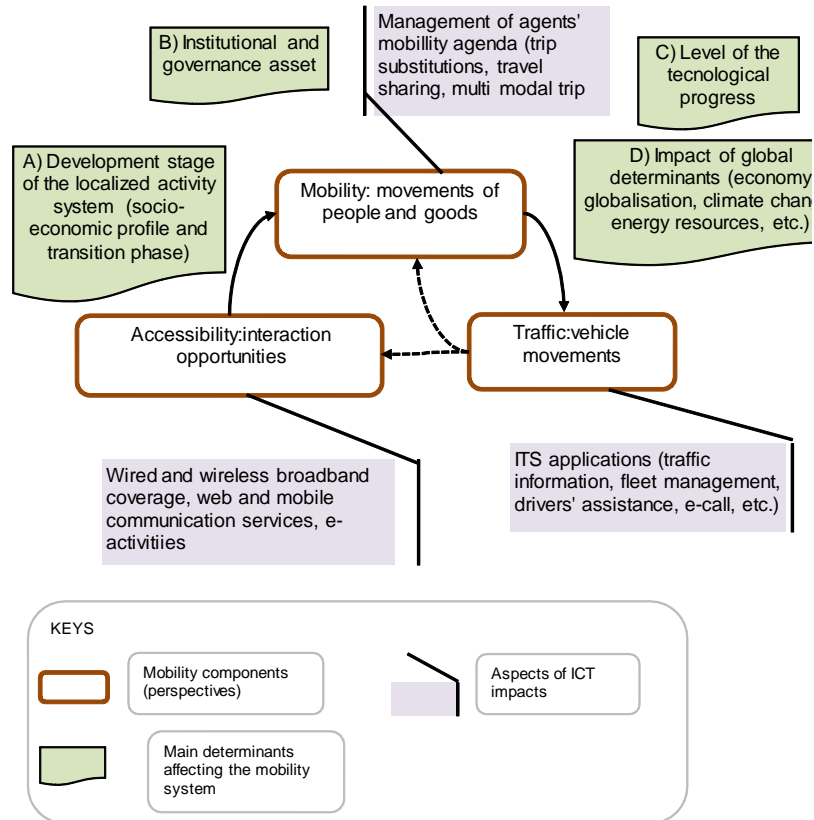 B) Institutional and
governance asset
Management of agents'
mobillity agenda (trip
substitutions, travel
sharing, multi modal trip
C) Level of the
tecnological
progress
A) Development stage
of the localized activity
system (socio-
economic profile and
transition phase)
Mobility: movements of
people and goods
D) Impact of global
determinants (economy
globalisation, climate chan
energy resources, etc.)
Accessibility:interaction
opportunities
Traffic:vehicle
movements
Wired and wireless broadband
coverage, web and mobile
communication services, e-
activitiies
ITS applications (traffic
information, fleet management,
drivers' assistance, e-call, etc.)
KEYS
Mobility components
(perspectives)
Aspects of ICT
impacts
Main determinants
affecting the mobility
system